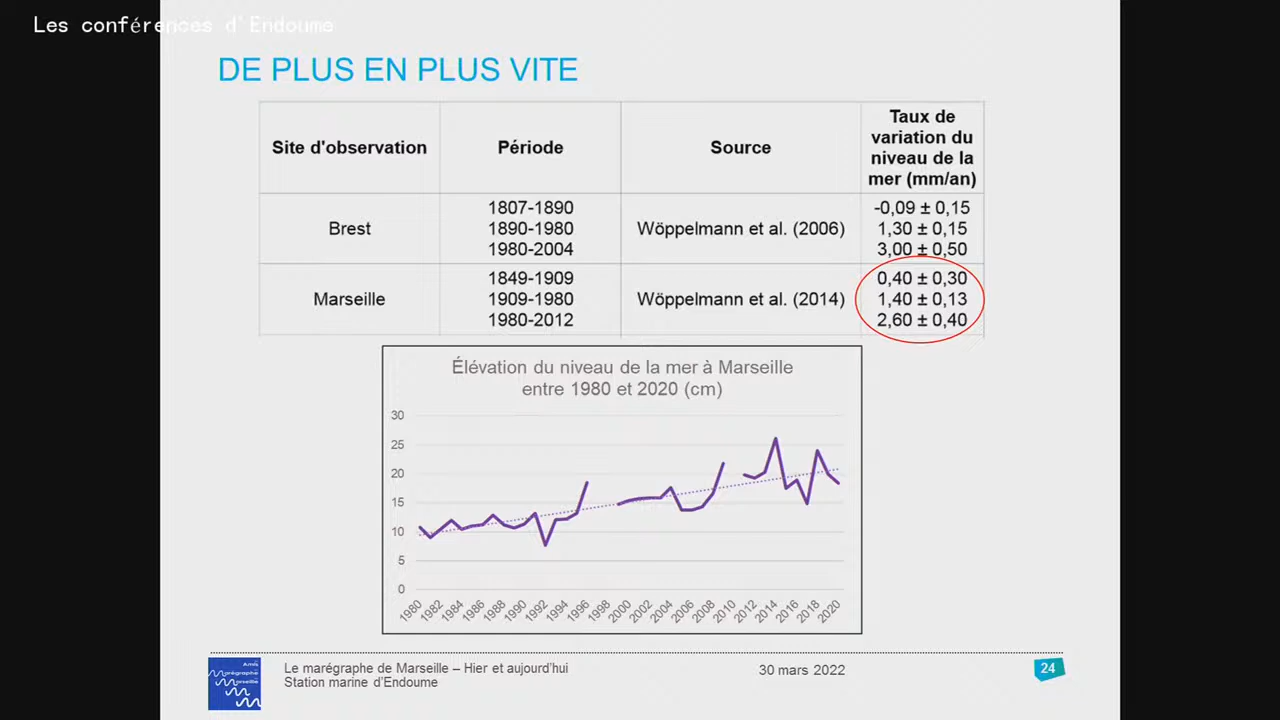 Les conférences d'Endoume
DE PLUS EN PLUS VITE
Site d'observation
Période
Source
Taux de
variation du
niveau de la
mer (mm/an)
Brest
1807-1890
1890-1980
1980-2004
Wöppelmann et al. (2006)
-0,09 ± 0,15
1,30 ± 0,15
3,00 ± 0,50
Marseille
1849-1909
1909-1980
1980-2012
Wöppelmann et al. (2014)
0,40 ± 0,30
1,40 ± 0,13
2,60 ± 0,40
Élévation du niveau de la mer à Marseille
entre 1980 et 2020 (cm)
30
25
20
15
10
5
0
1980 1982 1984 1986 1988 1990 1992 1994 1996 1998 2000 2002 2004 2006 2008 2010 2012 2014 2016 2018 2020
Amis
Marégraphe
Marseille
Le marégraphe de Marseille – Hier et aujourd'hui
Station marine d'Endoume
30 mars 2022
24